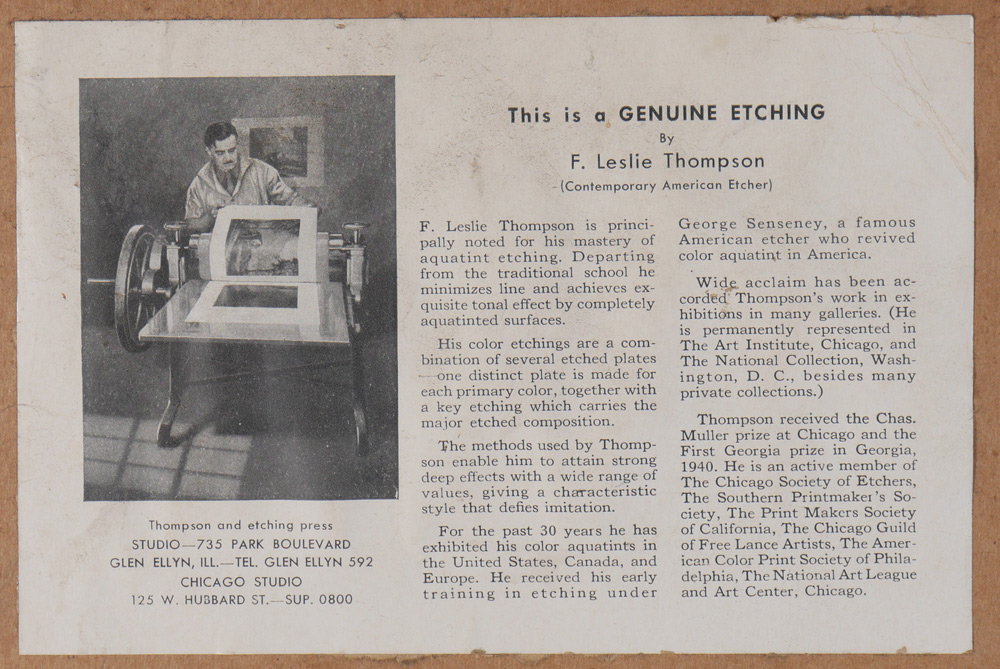 This is a GENUINE ETCHING
By
F. Leslie Thompson
(Contemporary American Etcher)
F. Leslie Thompson is princi-
pally noted for his mastery of
aquatint etching. Departing
from the traditional school he
minimizes line and achieves ex-
quisite tonal effect by completely
aquatinted surfaces.
His color etchings are a com-
bination of several etched plates
—one distinct plate is made for
each primary color, together with
a key etching which carries the
major etched composition.
The methods used by Thomp-
son enable him to attain strong
deep effects with a wide range of
values, giving a characteristic
style that defies imitation.
For the past 30 years he has
exhibited his color aquatints in
the United States, Canada, and
Europe. He received his early
training in etching under
George Senseney, a famous
American etcher who revived
color aquatint in America.
Wide acclaim has been ac-
corded Thompson's work in ex-
hibitions in many galleries. (He
is permanently represented in
The Art Institute, Chicago, and
The National Collection, Wash-
ington, D. C., besides many
private collections.)
Thompson received the Chas.
Muller prize at Chicago and the
First Georgia prize in Georgia,
1940. He is an active member of
The Chicago Society of Etchers,
The Southern Printmaker's So-
ciety, The Print Makers Society
of California, The Chicago Guild
of Free Lance Artists, The Amer-
ican Color Print Society of Phila-
delphia, The National Art League
and Art Center, Chicago.
Thompson and etching press
STUDIO—735 PARK BOULEVARD
GLEN ELLYN, ILL.—TEL. GLEN ELLYN 592
CHICAGO STUDIO
125 W. HUBBARD ST.—SUP. 0800